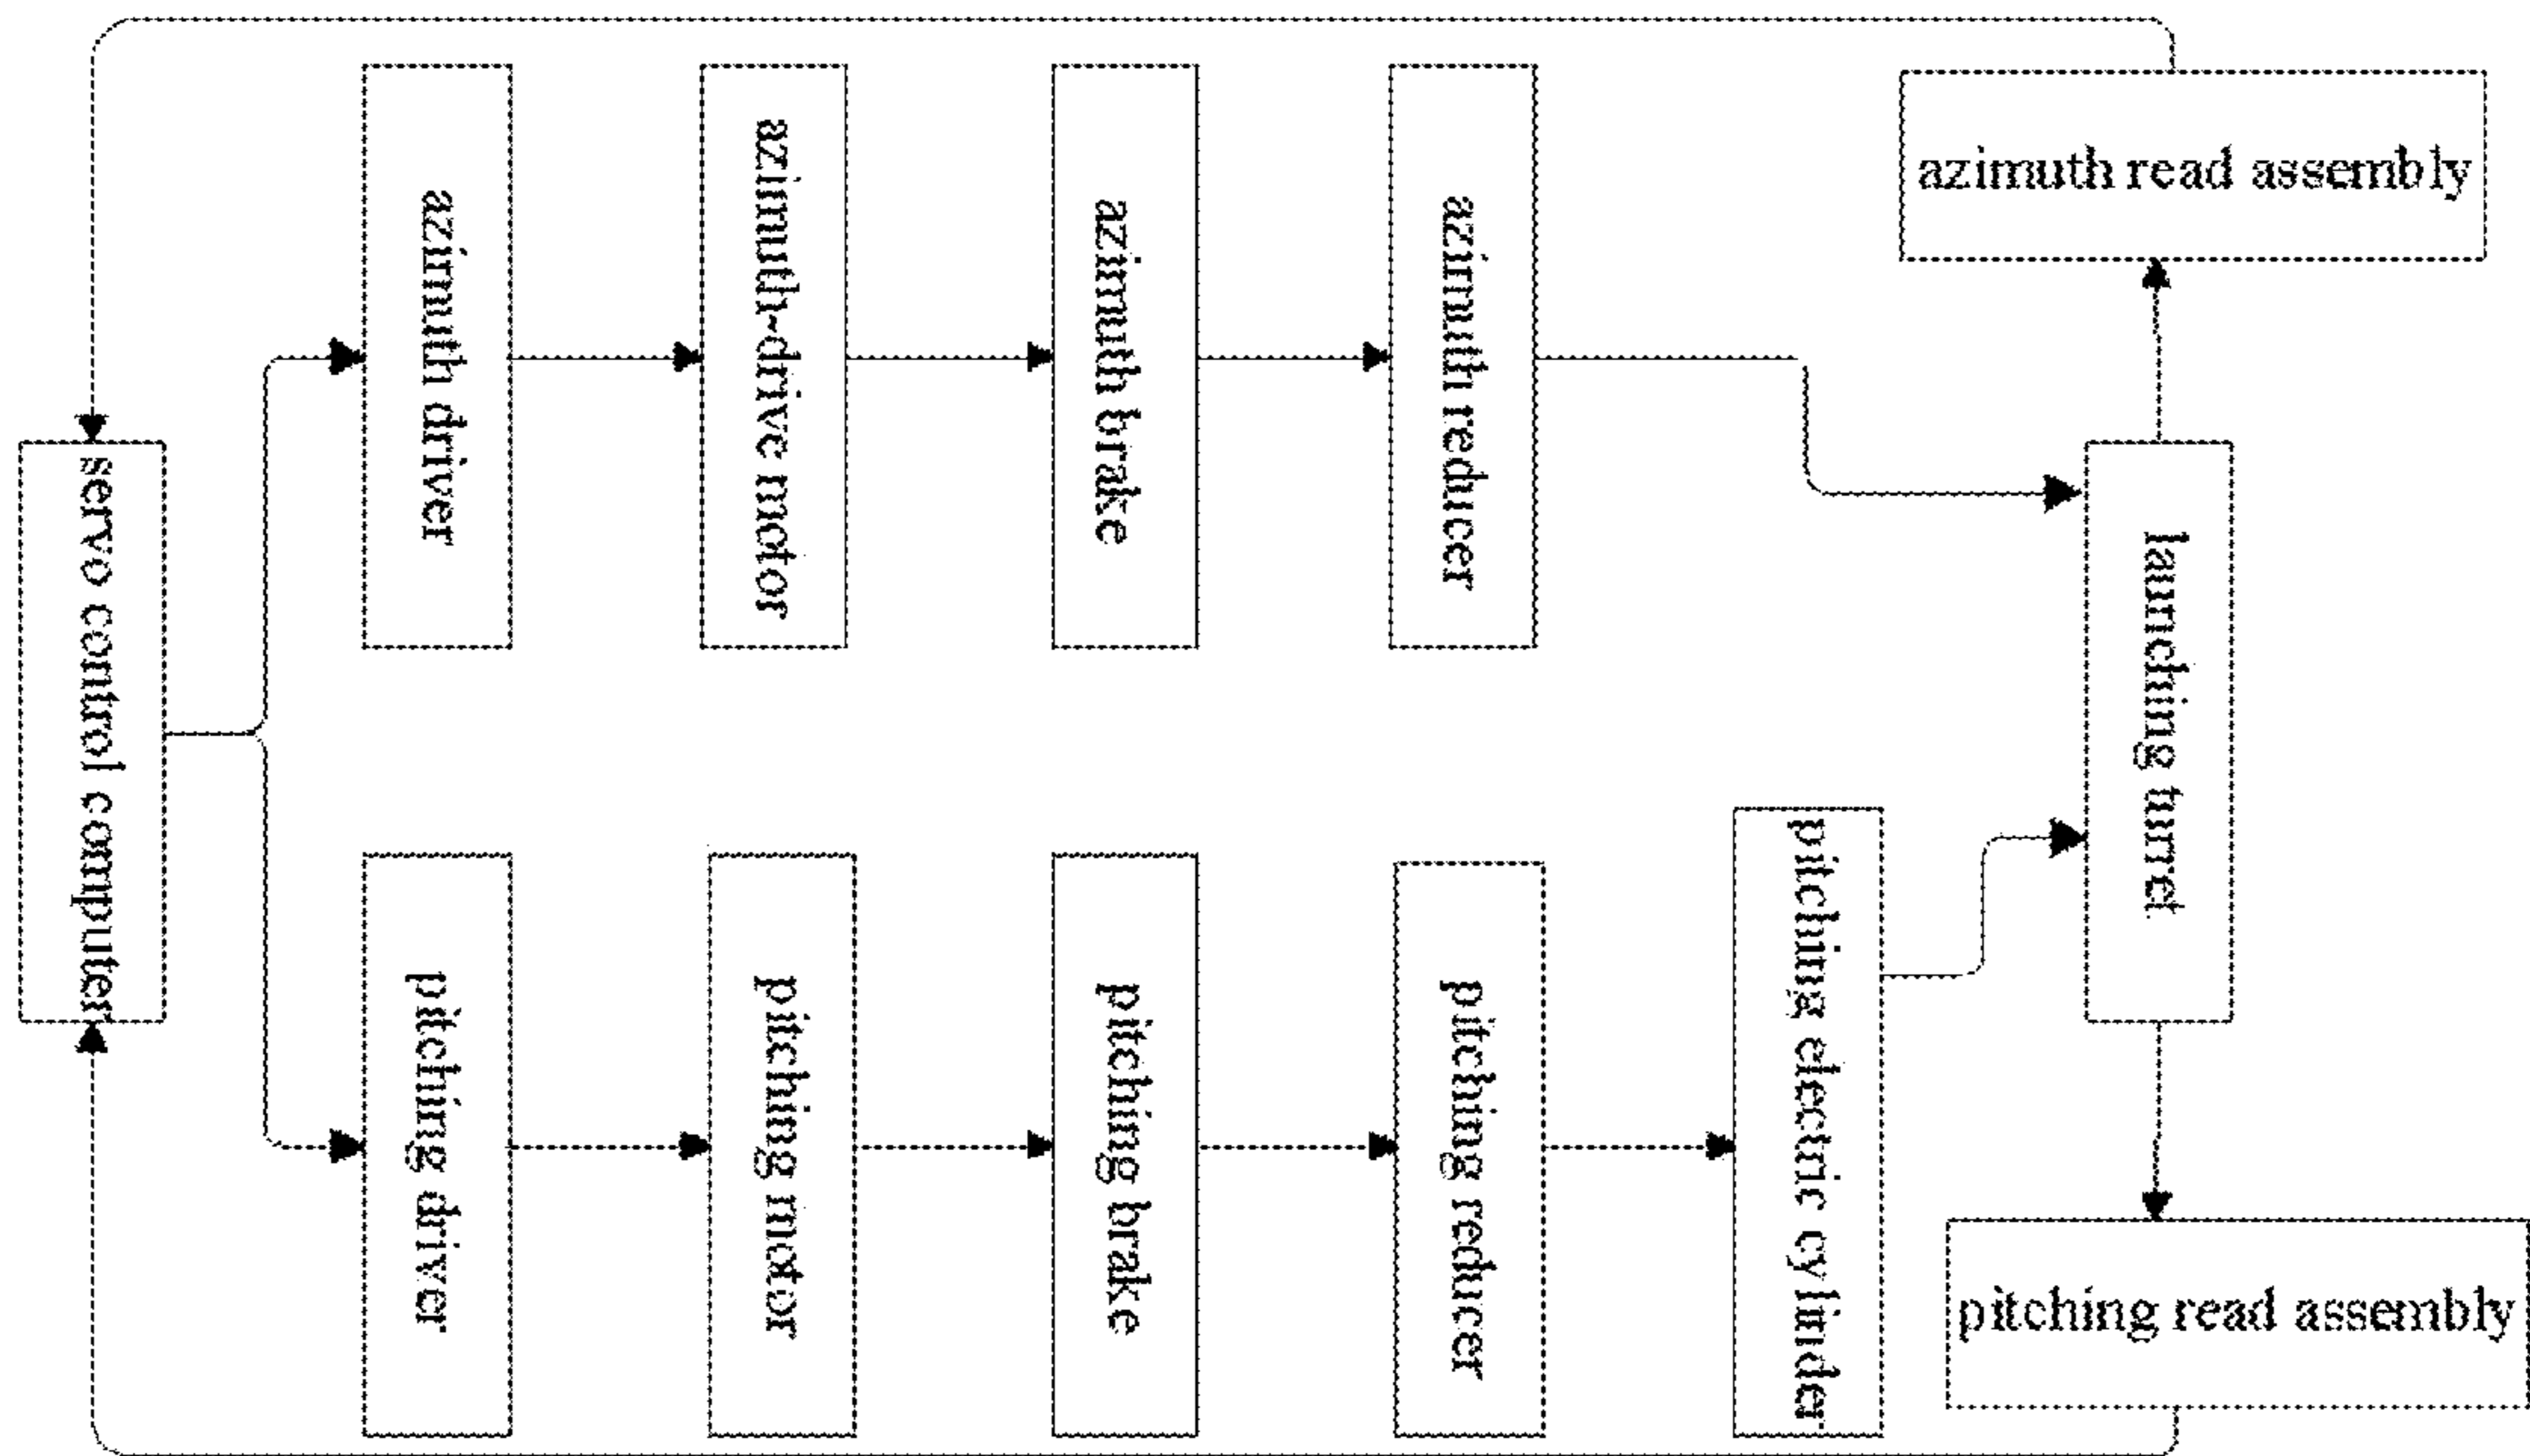 azimuth read assembly
azimuth driver
azimuth-drive motor
azimuth brake
azimuth reducer
servo control computer
launching turret
pitching driver
pitching motor
pitching brake
pitching reducer
pitching electric cylinder
pitching read assembly